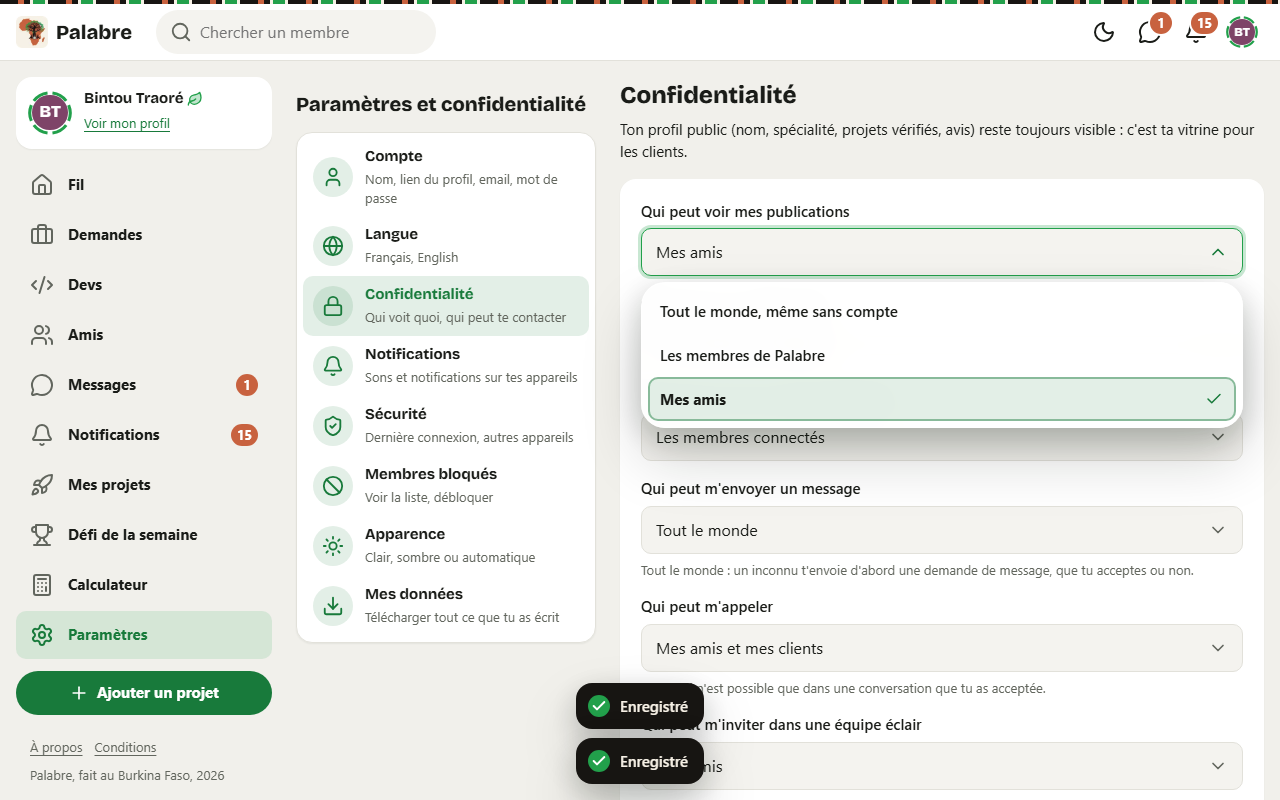 Palabre
Chercher un membre
1
15
BT
BT
Bintou Traoré
Voir mon profil
Fil
Demandes
Devs
Amis
Messages
1
Notifications
15
Mes projets
Défi de la semaine
Calculateur
Paramètres
Ajouter un projet
À propos
Conditions
Palabre, fait au Burkina Faso, 2026
Paramètres et confidentialité
Compte
Nom, lien du profil, email, mot de
passe
Langue
Français, English
Confidentialité
Qui voit quoi, qui peut te contacter
Notifications
Sons et notifications sur tes appareils
Sécurité
Dernière connexion, autres appareils
Membres bloqués
Voir la liste, débloquer
Apparence
Clair, sombre ou automatique
Mes données
Télécharger tout ce que tu as écrit
Confidentialité
Ton profil public (nom, spécialité, projets vérifiés, avis) reste toujours visible : c'est ta vitrine pour
les clients.
Qui peut voir mes publications
Mes amis
Tout le monde, même sans compte
Les membres de Palabre
Mes amis
Les membres connectés
Qui peut m'envoyer un message
Tout le monde
Tout le monde : un inconnu t'envoie d'abord une demande de message, que tu acceptes ou non.
Qui peut m'appeler
Mes amis et mes clients
n'est possible que dans une conversation que tu as acceptée.
Qui peut m'inviter dans une équipe éclair
Enregistré
Enregistré